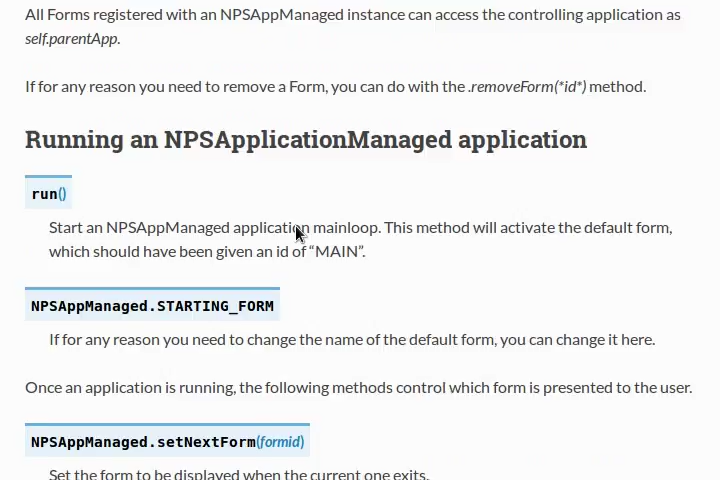 All Forms registered with an NPSAppManaged instance can access the controlling application as
self.parentApp.
If for any reason you need to remove a Form, you can do with the .removeForm(*id*) method.
Running an NPSApplicationManaged application
run()
Start an NPSAppManaged application mainloop. This method will activate the default form,
which should have been given an id of “MAIN”.
NPSAppManaged.STARTING_FORM
If for any reason you need to change the name of the default form, you can change it here.
Once an application is running, the following methods control which form is presented to the user.
NPSAppManaged.setNextForm(formid)
Set the form to be displayed when the current one exits.